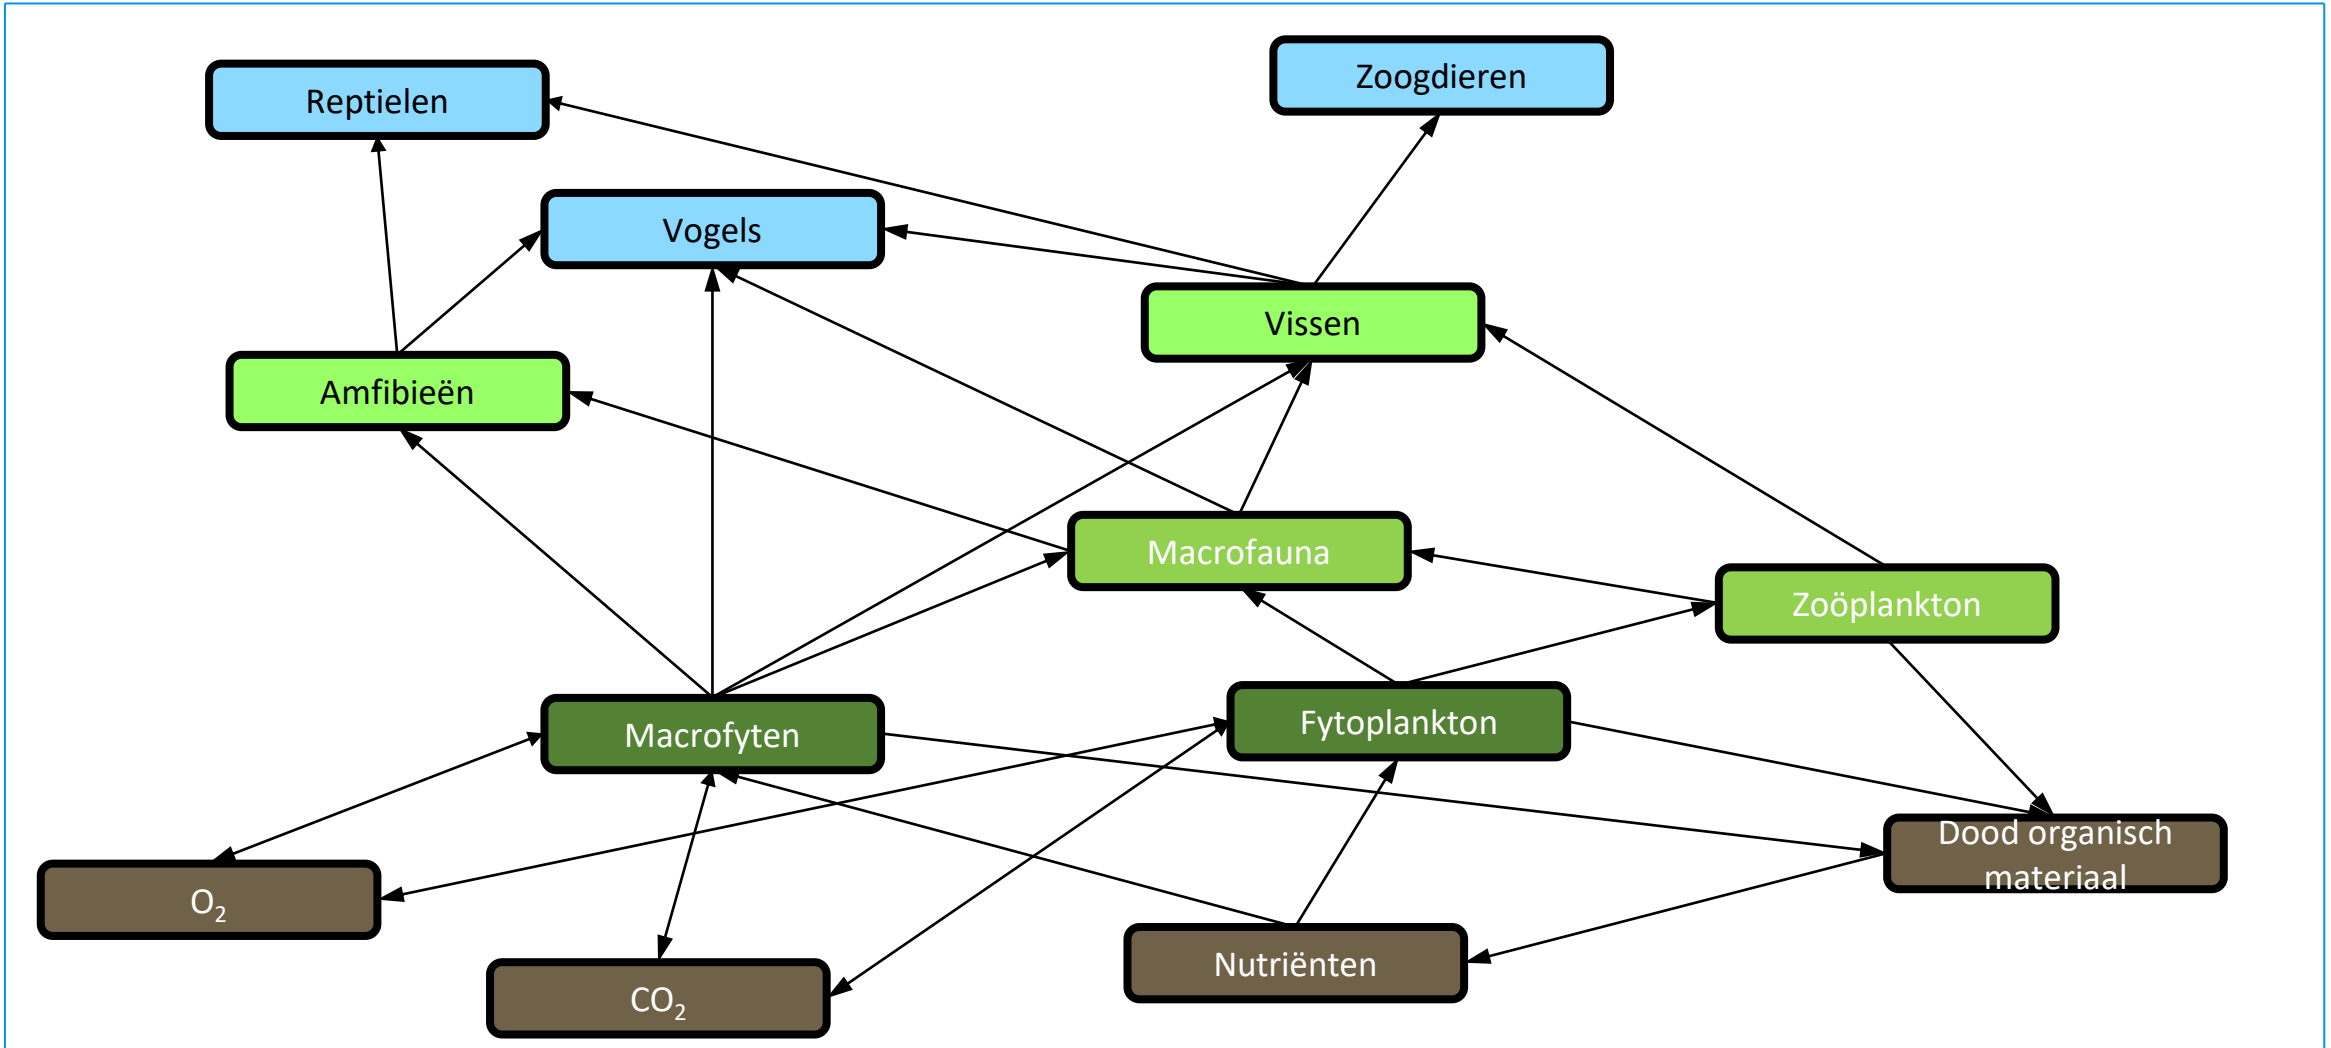 Zoogdieren
Reptielen
Vogels
Vissen
Amfibieën
Macrofauna
Zoöplankton
Macrofyten
Fytoplankton
Dood organisch
materiaal
O₂
Nutriënten
CO₂